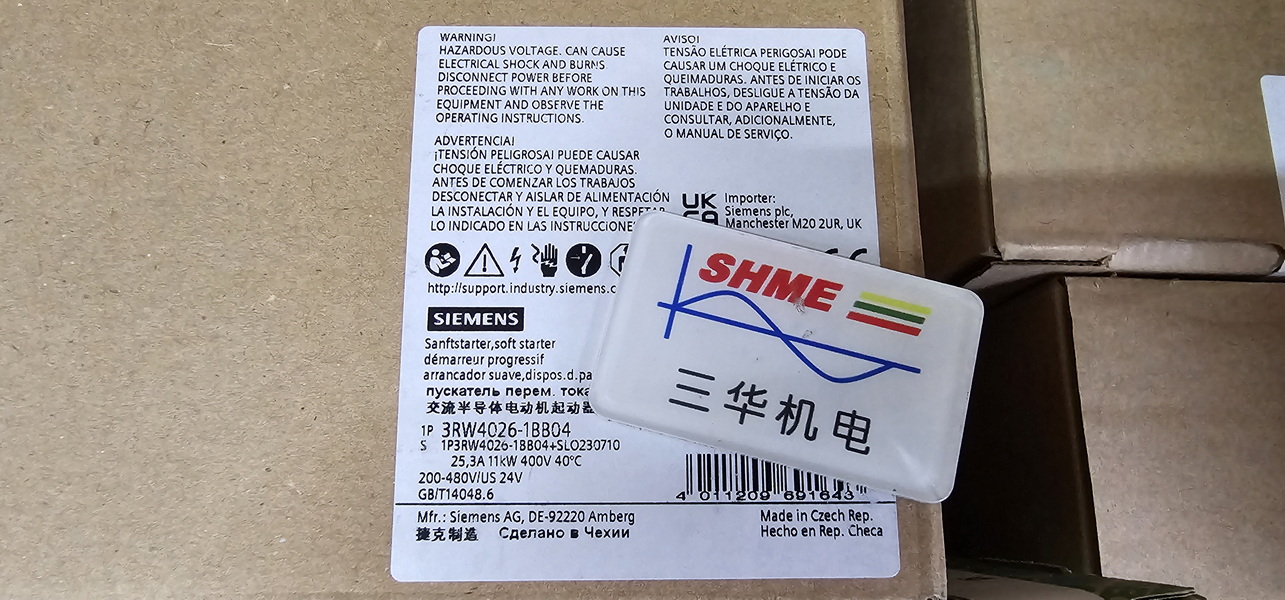 WARNING!
HAZARDOUS VOLTAGE. CAN CAUSE
ELECTRICAL SHOCK AND BURNS
DISCONNECT POWER BEFORE
PROCEEDING WITH ANY WORK ON THIS
EQUIPMENT AND OBSERVE THE
OPERATING INSTRUCTIONS.
ADVERTENCIA!
¡TENSIÓN PELIGROSA! PUEDE CAUSAR
CHOQUE ELÉCTRICO Y QUEMADURAS.
ANTES DE COMENZAR LOS TRABAJOS
DESCONECTAR Y AISLAR DE ALIMENTACIÓN
LA INSTALACIÓN Y EL EQUIPO, Y
LO INDICADO EN LAS INSTRUCCIONE
AVISO!
TENSÃO ELÉTRICA PERIGOSA! PODE
CAUSAR UM CHOQUE ELÉTRICO E
QUEIMADURAS. ANTES DE INICIAR OS
TRABALHOS, DESLIGUE A TENSÃO DA
UNIDADE E DO APARELHO E
CONSULTAR, ADICIONALMENTE,
O MANUAL DE SERVIÇO.
UK
CA
Importer:
Siemens plc,
Manchester M20 2UR, UK
http://support.industry.siemens.c
SIEMENS
Sanftstarter,soft starter
démarreur progressif
arrancador suave,dispos.d.pa
пускатель перем. тока
交流半导体电动机起动器
1P 3RW4026-1BB04
S 1P3RW4026-1BB04+SLO230710
25,3A 11kW 400V 40°C
200-480V/US 24V
GB/T14048.6
4 011209 691643
Mfr.: Siemens AG, DE-92220 Amberg
捷克制造 Сделано в Чехии
Made in Czech Rep.
Hecho en Rep. Checa
SHME
三华机电